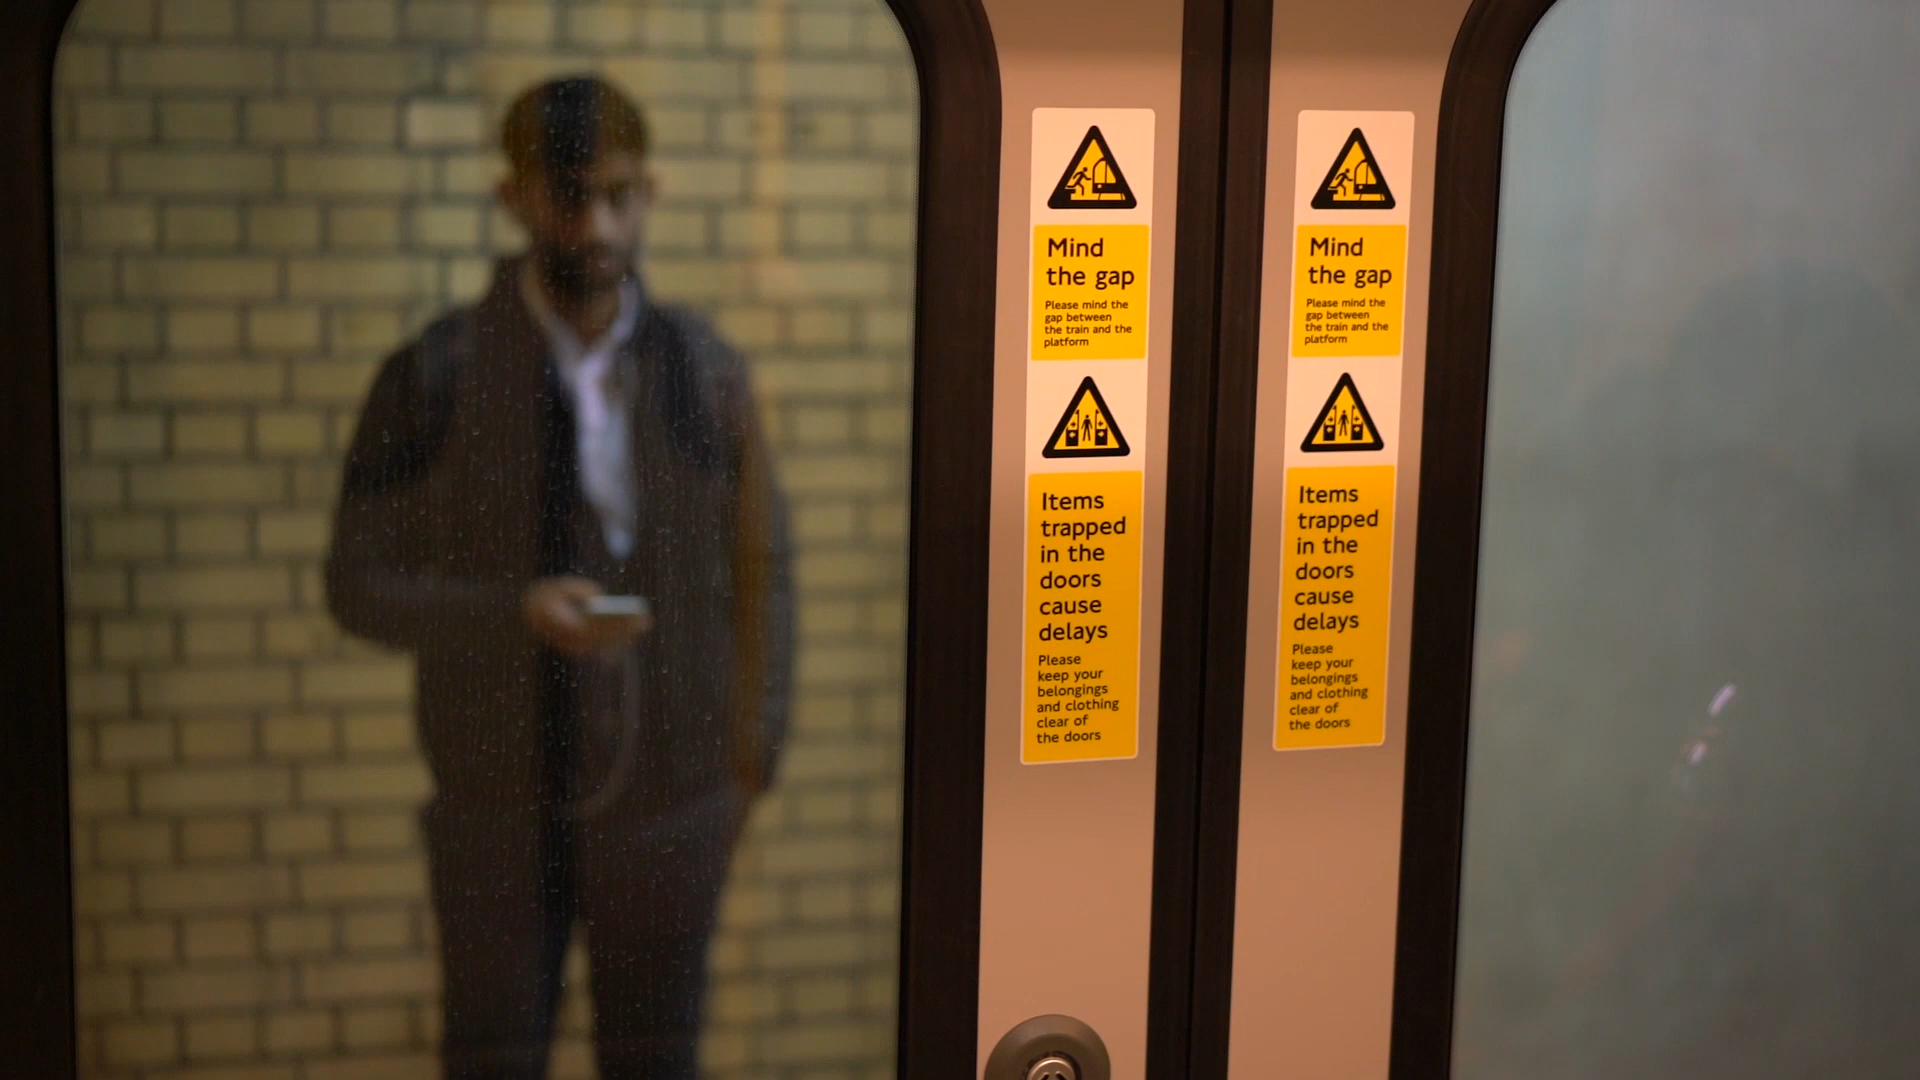 Mind
the gap
Please mind the
gap between
the train and the
platform
Items
trapped
in the
doors
cause
delays
Please
keep your
belongings
and clothing
clear of
the doors
Mind
the gap
Please mind the
gap between
the train and the
platform
Items
trapped
in the
doors
cause
delays
Please
keep your
belongings
and clothing
clear of
the doors